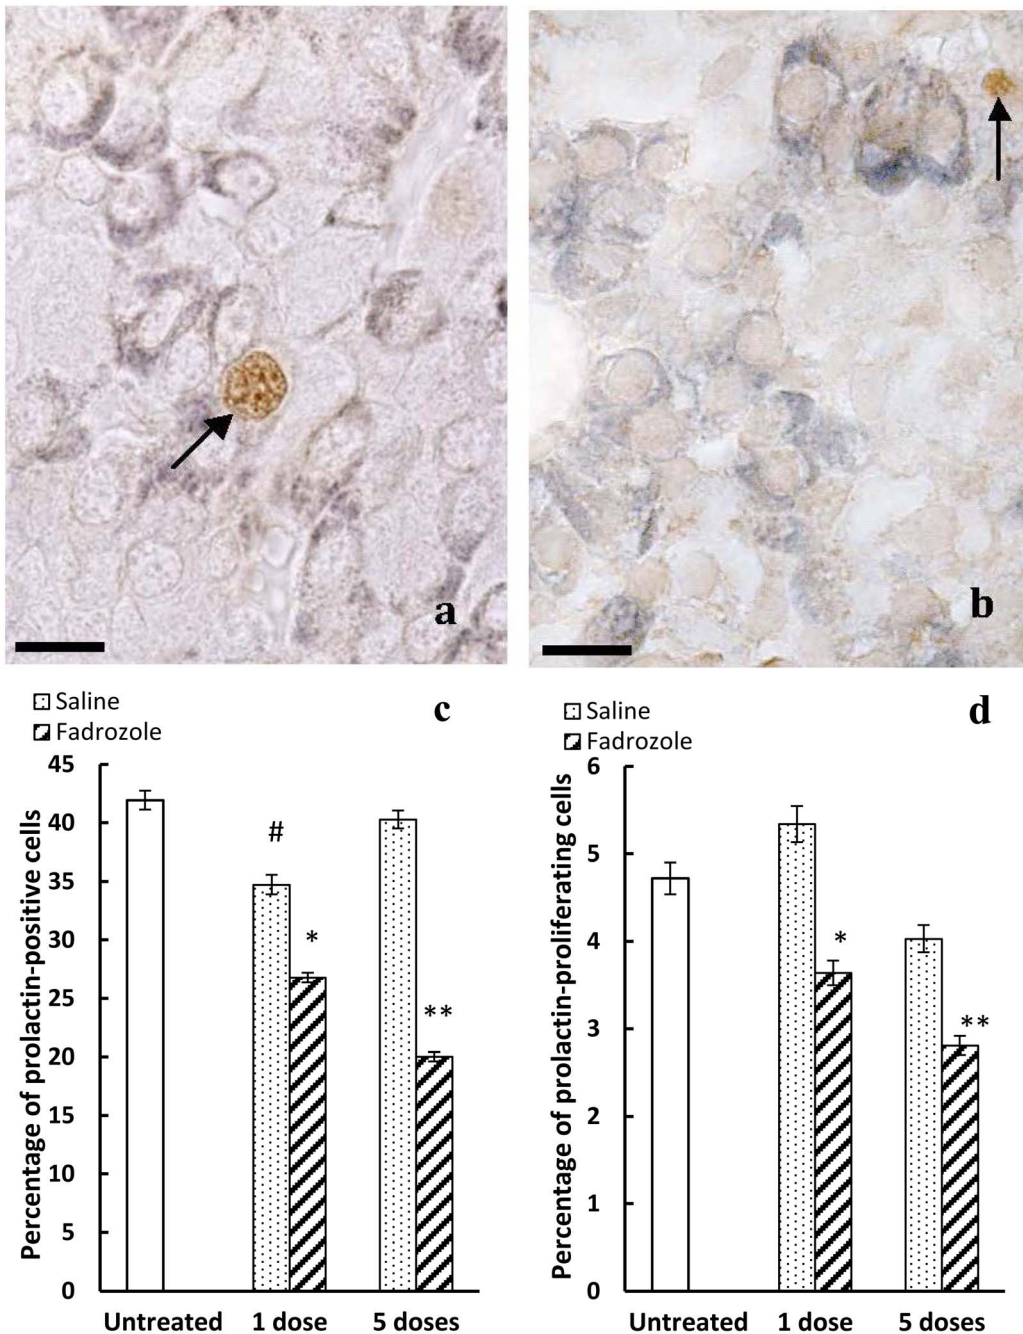 a
b
Saline
Fadrozole
c
Percentage of prolactin-positive cells
45
40
35
30
25
20
15
10
5
0
#
*
**
Untreated
1 dose
5 doses
Saline
Fadrozole
d
Percentage of prolactin-proliferating cells
6
5
4
3
2
1
0
*
**
Untreated
1 dose
5 doses